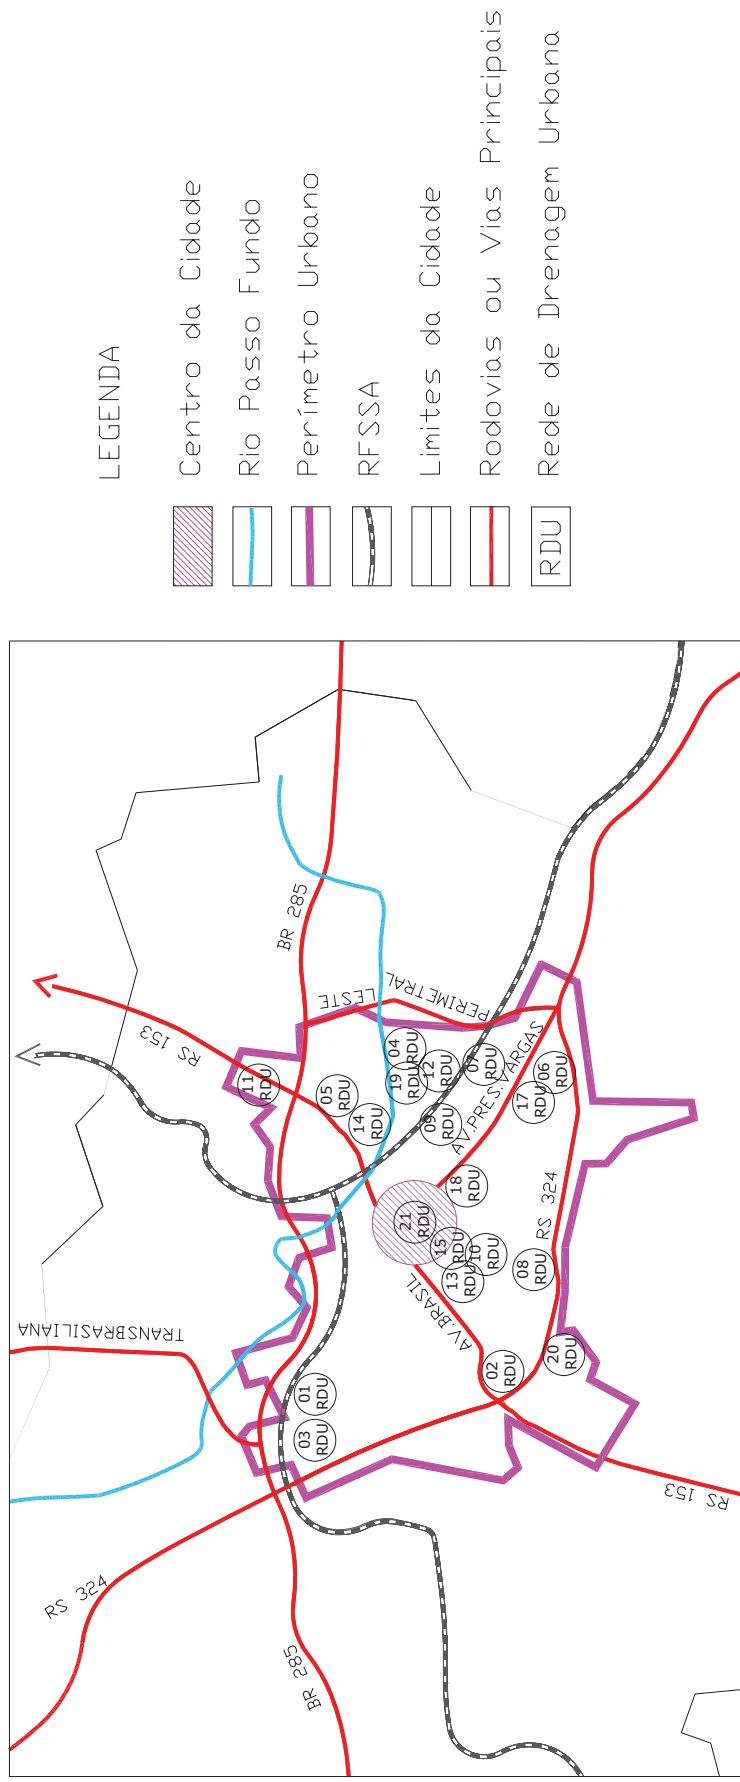 LEGENDA
Centro da Cidade
Rio Passo Fundo
Perímetro Urbano
RFSSA
Limites da Cidade
Rodovias ou Vias Principais
RDU
Rede de Drenagem Urbana
RS 324
BR 285
TRANSBRASILIANA
RS 153
BR 285
PERIMETRAL
LESTE
AV.PRES.VARGAS
AV.BRASIL
RS 324
RS 153
11
RDU
05
RDU
14
RDU
04
RDU
19
RDU
12
RDU
07
RDU
09
RDU
06
RDU
17
RDU
18
RDU
21
RDU
15
RDU
10
RDU
13
RDU
08
RDU
02
RDU
20
RDU
01
RDU
03
RDU